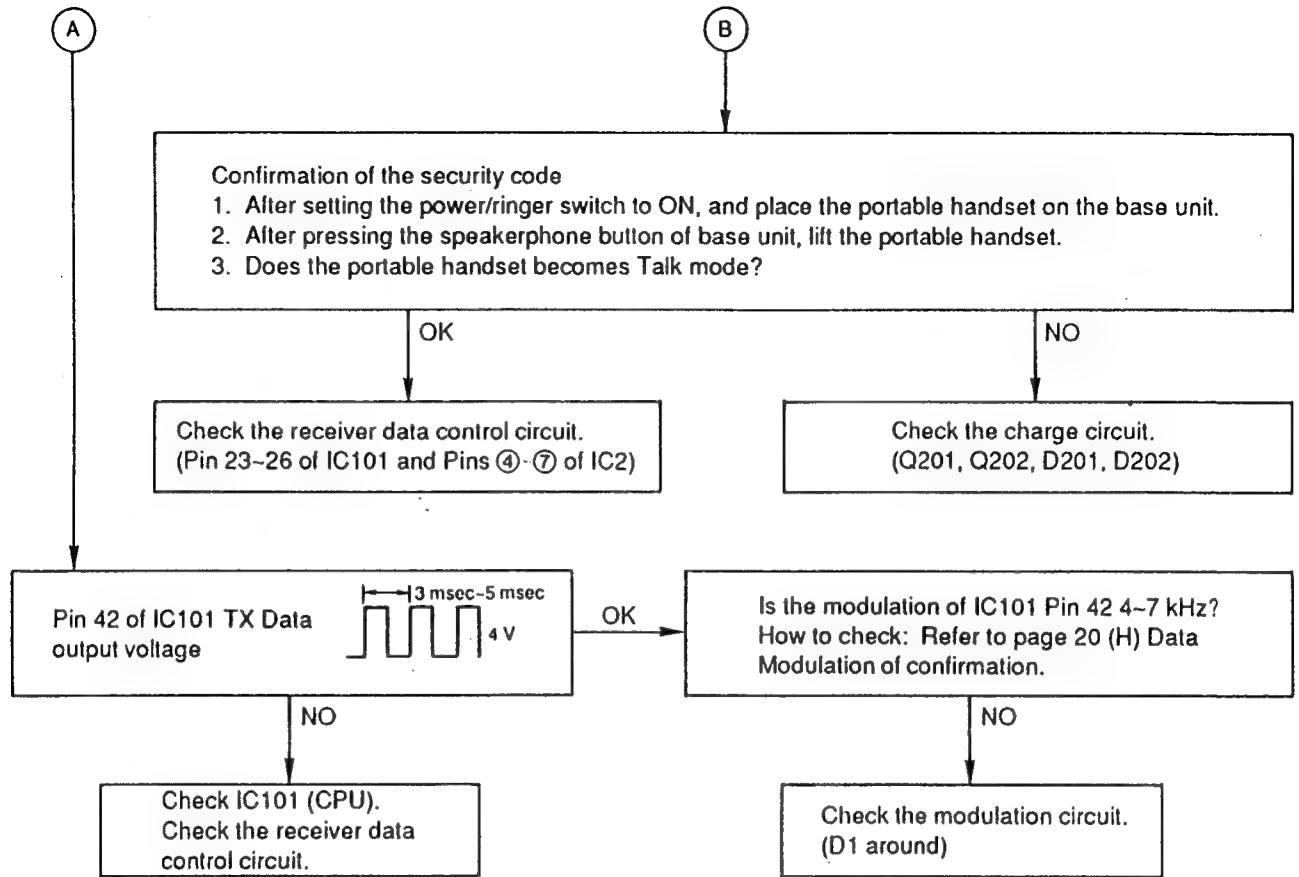 A
B
Confirmation of the security code
1. After setting the power/ringer switch to ON, and place the portable handset on the base unit.
2. After pressing the speakerphone button of base unit, lift the portable handset.
3. Does the portable handset becomes Talk mode?
OK
NO
Check the receiver data control circuit.
(Pin 23~26 of IC101 and Pins ④-⑦ of IC2)
Check the charge circuit.
(Q201, Q202, D201, D202)
Pin 42 of IC101 TX Data
output voltage
3 msec~5 msec
4 V
OK
Is the modulation of IC101 Pin 42 4~7 kHz?
How to check: Refer to page 20 (H) Data
Modulation of confirmation.
NO
NO
Check IC101 (CPU).
Check the receiver data
control circuit.
Check the modulation circuit.
(D1 around)